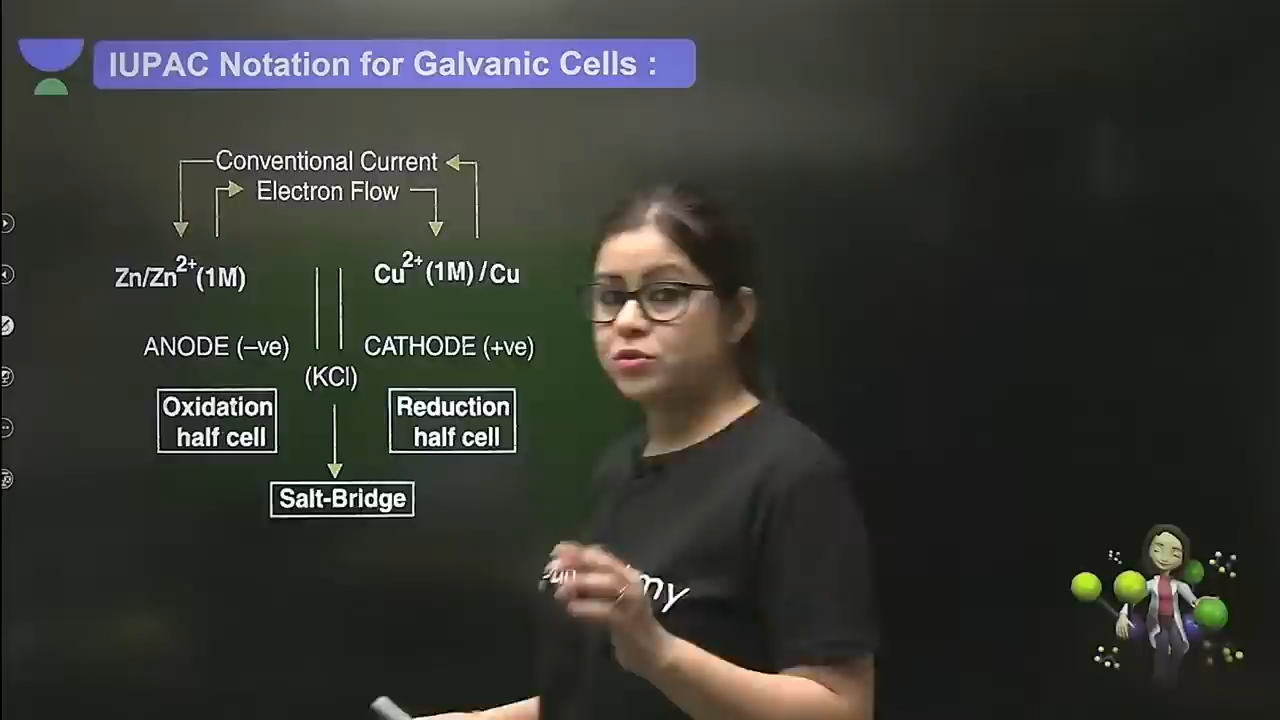 IUPAC Notation for Galvanic Cells :
Conventional Current
Electron Flow
Zn/Zn²⁺(1M) Cu²⁺(1M)/Cu
ANODE (–ve) CATHODE (+ve)
(KCl)
Oxidation
half cell
Reduction
half cell
Salt-Bridge
my